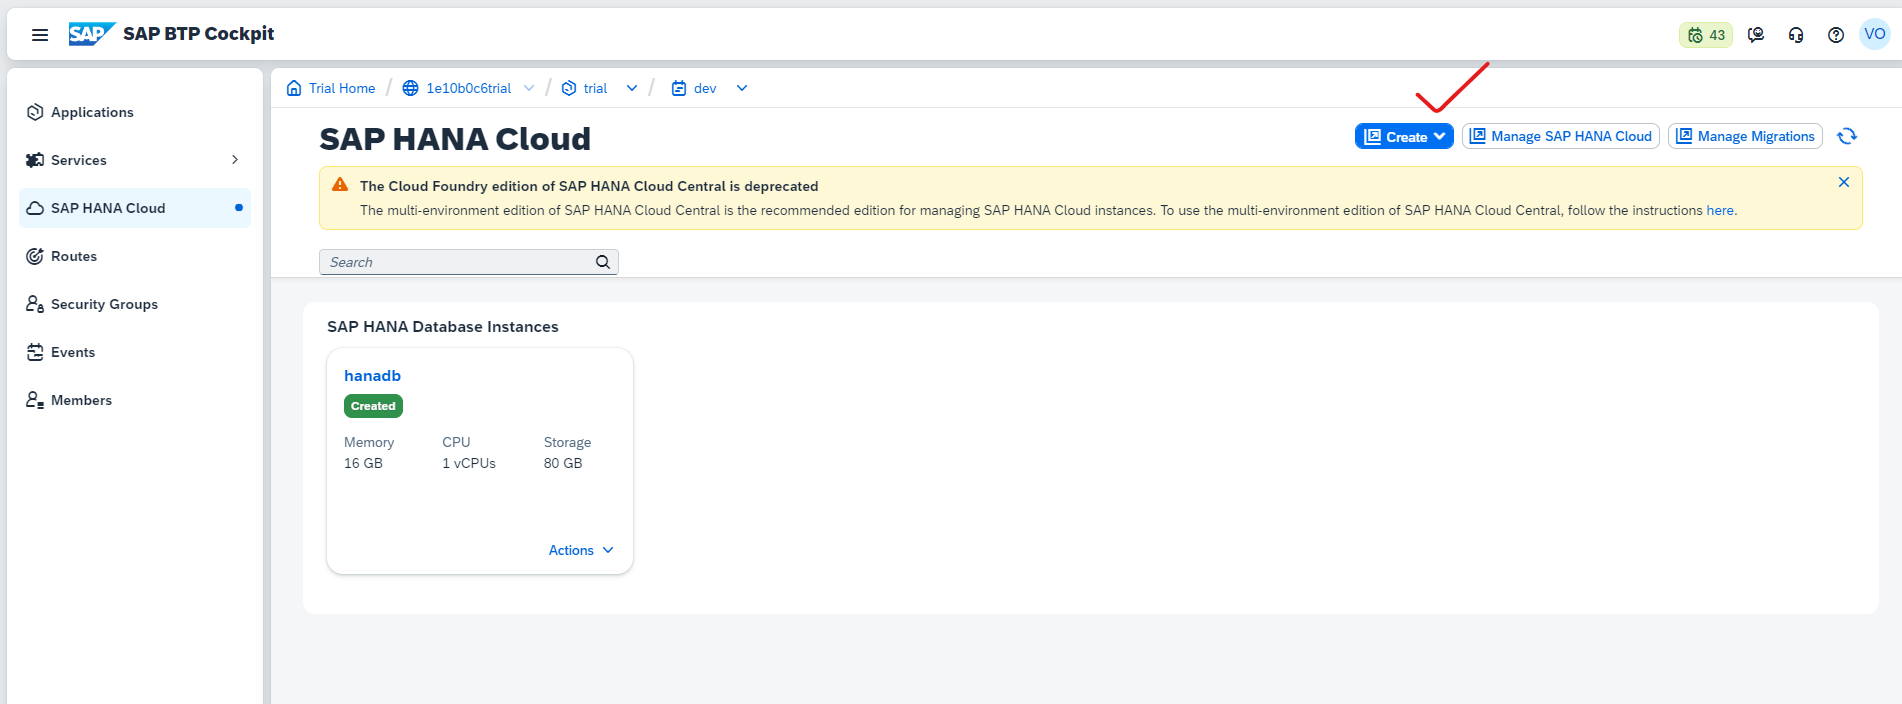 SAP SAP BTP Cockpit 43 VO
Applications
Services
SAP HANA Cloud
Routes
Security Groups
Events
Members
Trial Home / 1e10b0c6trial / trial / dev
SAP HANA Cloud
Create Manage SAP HANA Cloud Manage Migrations
The Cloud Foundry edition of SAP HANA Cloud Central is deprecated
The multi-environment edition of SAP HANA Cloud Central is the recommended edition for managing SAP HANA Cloud instances. To use the multi-environment edition of SAP HANA Cloud Central, follow the instructions here.
Search
SAP HANA Database Instances
hanadb
Created
Memory CPU Storage
16 GB 1 vCPUs 80 GB
Actions